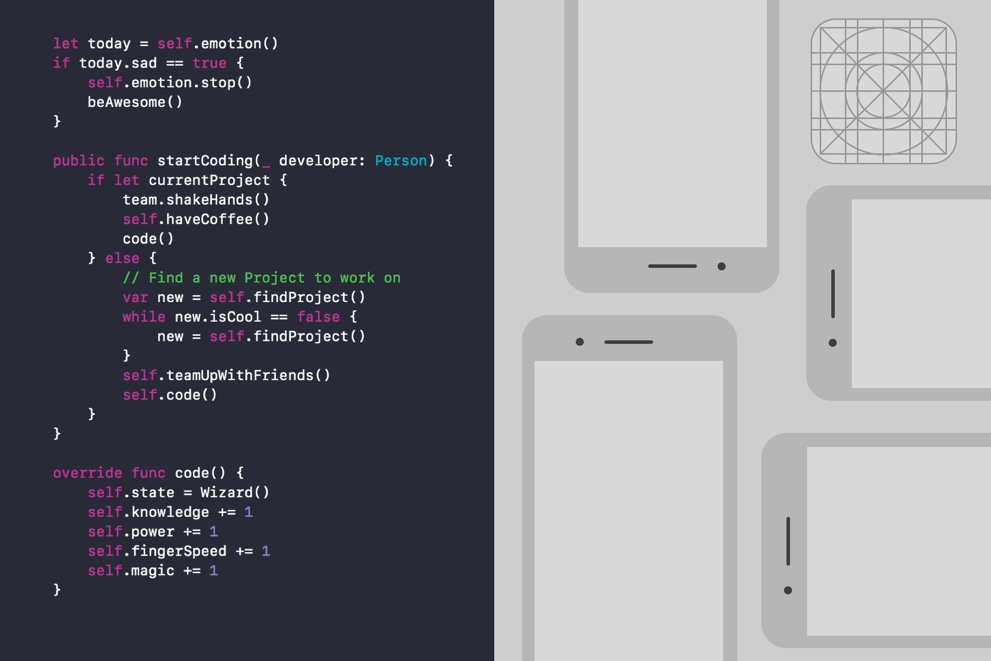 let today = self.emotion()
if today.sad == true {
    self.emotion.stop()
    beAwesome()
}

public func startCoding(_ developer: Person) {
    if let currentProject {
        team.shakeHands()
        self.haveCoffee()
        code()
    } else {
        // Find a new Project to work on
        var new = self.findProject()
        while new.isCool == false {
            new = self.findProject()
        }
        self.teamUpWithFriends()
        self.code()
    }
}

override func code() {
    self.state = Wizard()
    self.knowledge += 1
    self.power += 1
    self.fingerSpeed += 1
    self.magic += 1
}